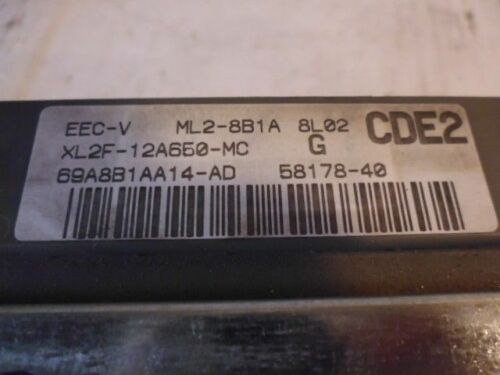 EEC-V ML2-8B1A 8L02 CDE2
XL2F-12A650-MC G
69A8B1AA14-AD 58178-40